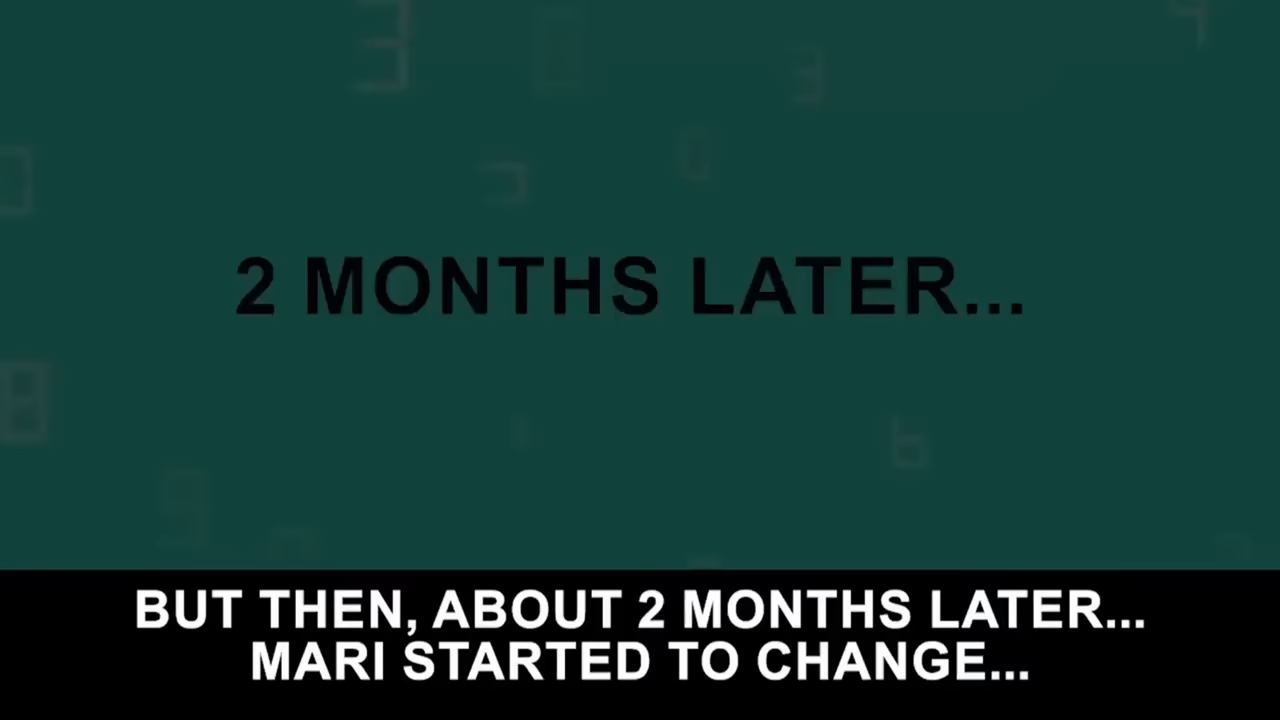 2 MONTHS LATER...
BUT THEN, ABOUT 2 MONTHS LATER...
MARI STARTED TO CHANGE...